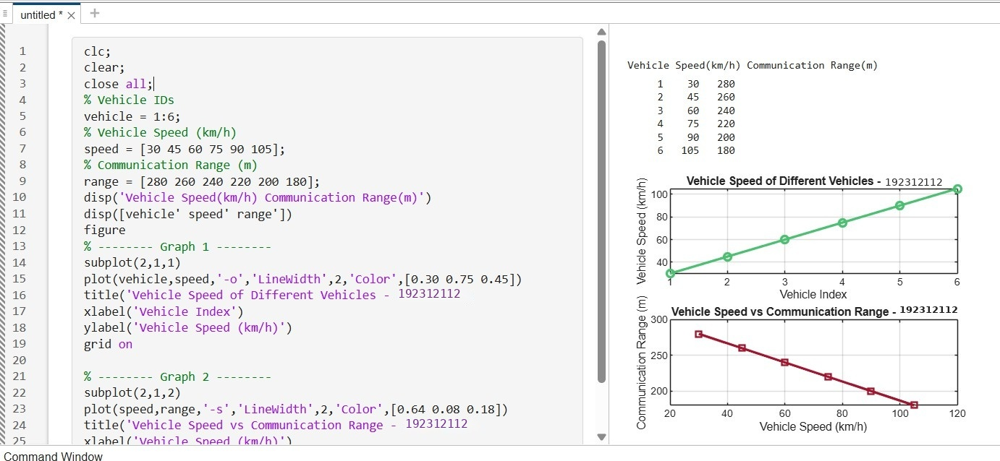 untitled *
1 clc;
2 clear;
3 close all;
4 % Vehicle IDs
5 vehicle = 1:6;
6 % Vehicle Speed (km/h)
7 speed = [30 45 60 75 90 105];
8 % Communication Range (m)
9 range = [280 260 240 220 200 180];
10 disp('Vehicle Speed(km/h) Communication Range(m)')
11 disp([vehicle' speed' range'])
12 figure
13 % -------- Graph 1 --------
14 subplot(2,1,1)
15 plot(vehicle,speed,'-o','LineWidth',2,'Color',[0.30 0.75 0.45])
16 title('Vehicle Speed of Different Vehicles - 192312112
17 xlabel('Vehicle Index')
18 ylabel('Vehicle Speed (km/h)')
19 grid on
20
21 % -------- Graph 2 --------
22 subplot(2,1,2)
23 plot(speed,range,'-s','LineWidth',2,'Color',[0.64 0.08 0.18])
24 title('Vehicle Speed vs Communication Range - 192312112
25 xlabel('Vehicle Speed (km/h)')
Vehicle Speed(km/h) Communication Range(m)
1 30 280
2 45 260
3 60 240
4 75 220
5 90 200
6 105 180
Vehicle Speed of Different Vehicles - 192312112
Vehicle Speed (km/h)
100
80
60
40
1 2 3 4 5 6
Vehicle Index
Vehicle Speed vs Communication Range - 192312112
Communication Range (m)
300
250
200
20 40 60 80 100 120
Vehicle Speed (km/h)
Command Window